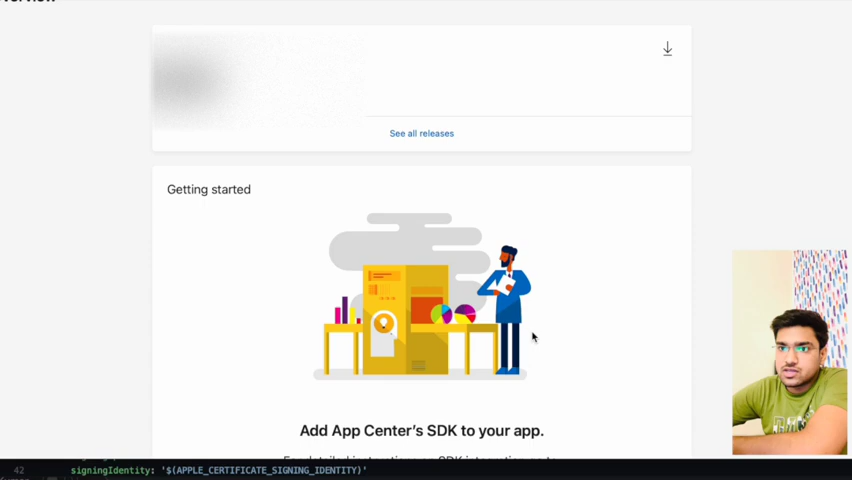 See all releases
Getting started
Add App Center's SDK to your app.
42 signingIdentity: '$(APPLE_CERTIFICATE_SIGNING_IDENTITY)'